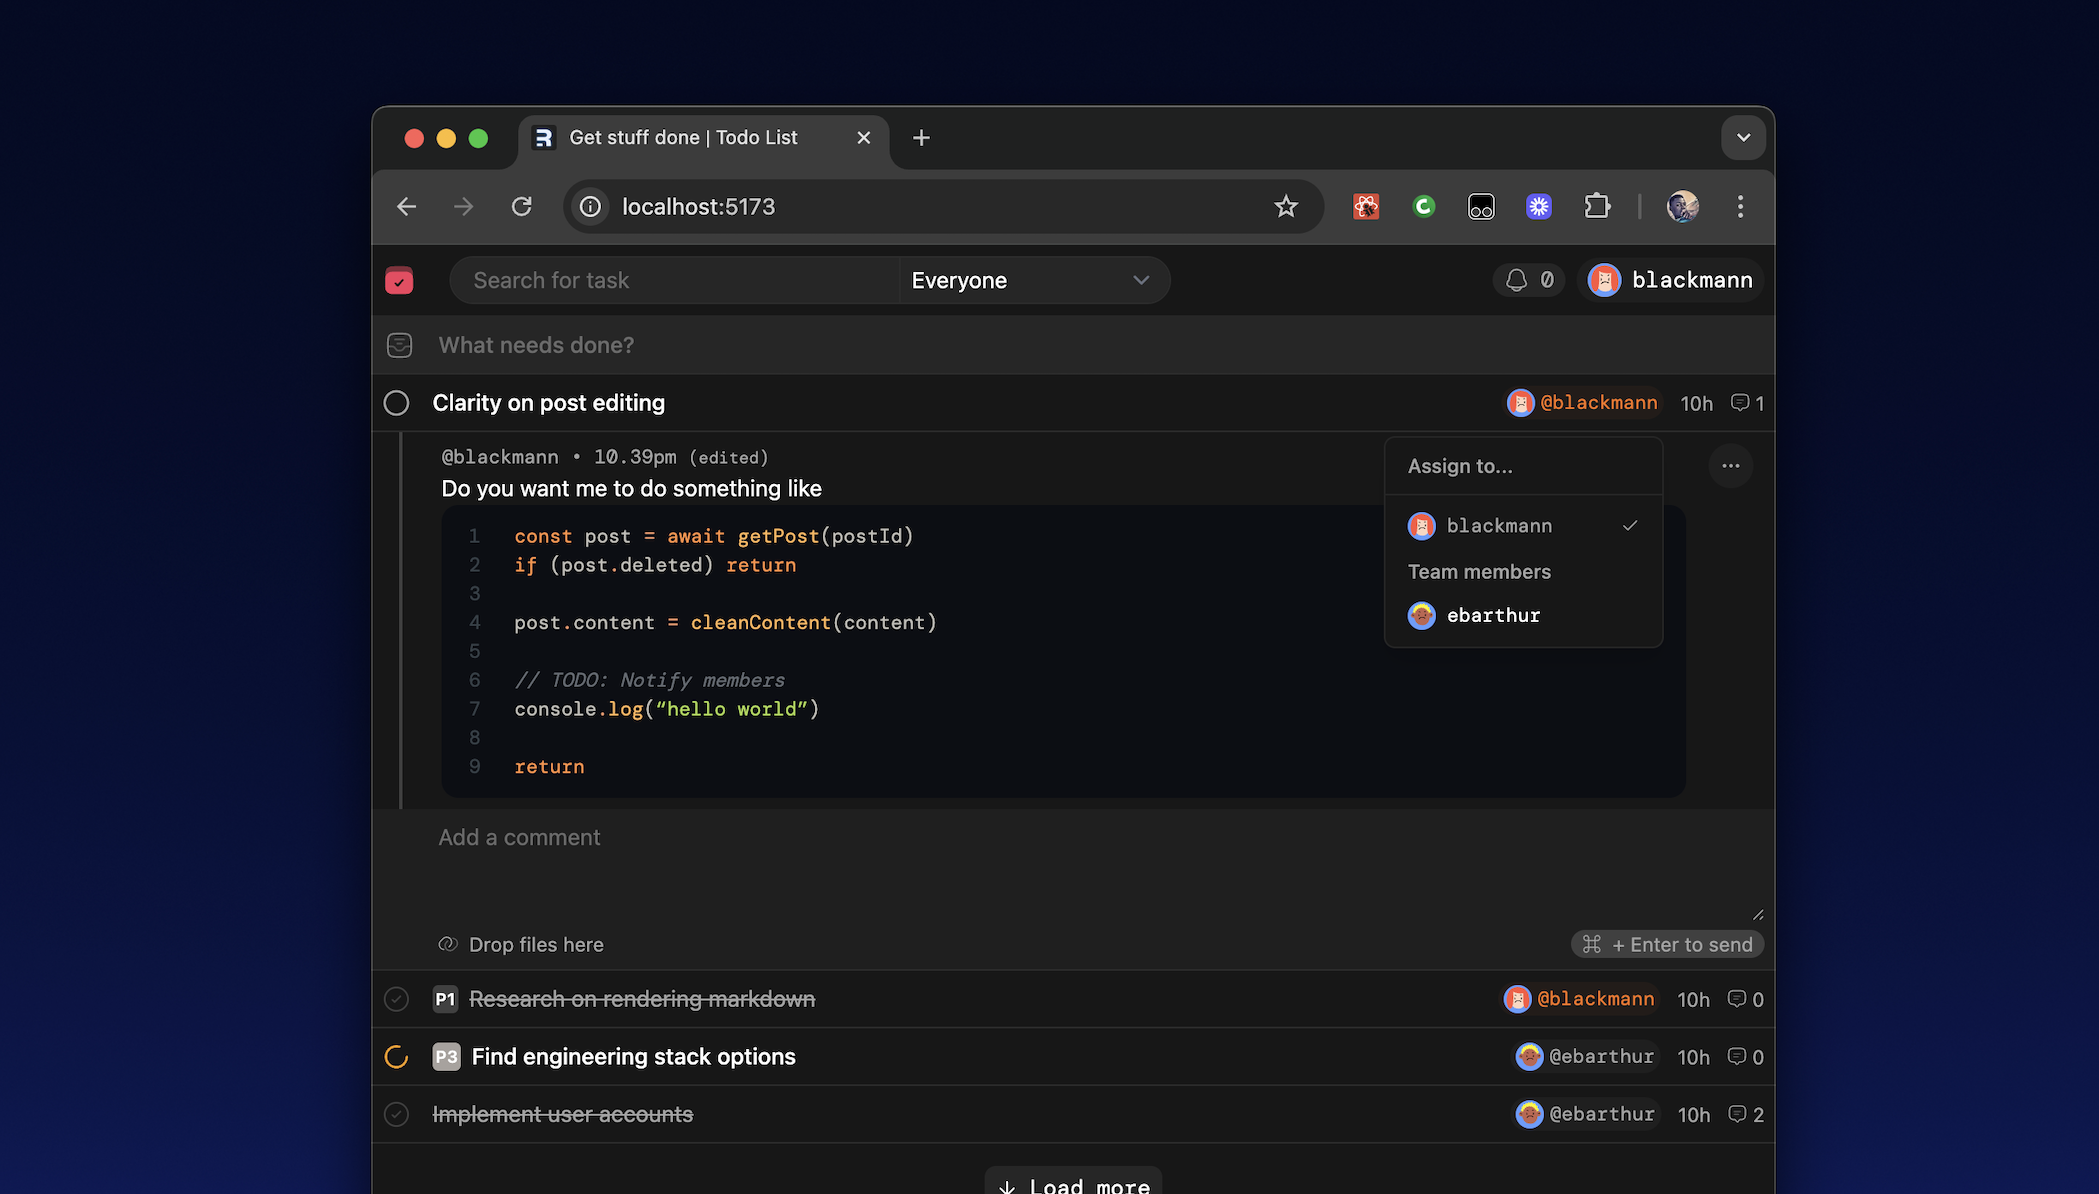 Get stuff done | Todo List
localhost:5173
Search for task
Everyone
0
blackmann
What needs done?
Clarity on post editing
@blackmann
10h
1
@blackmann • 10.39pm (edited)
Do you want me to do something like
1 const post = await getPost(postId)
2 if (post.deleted) return
3
4 post.content = cleanContent(content)
5
6 // TODO: Notify members
7 console.log(“hello world”)
8
9 return
Assign to...
blackmann
Team members
ebarthur
Add a comment
Drop files here
⌘ + Enter to send
P1 Research on rendering markdown
@blackmann
10h
0
P3 Find engineering stack options
@ebarthur
10h
0
Implement user accounts
@ebarthur
10h
2
Load more